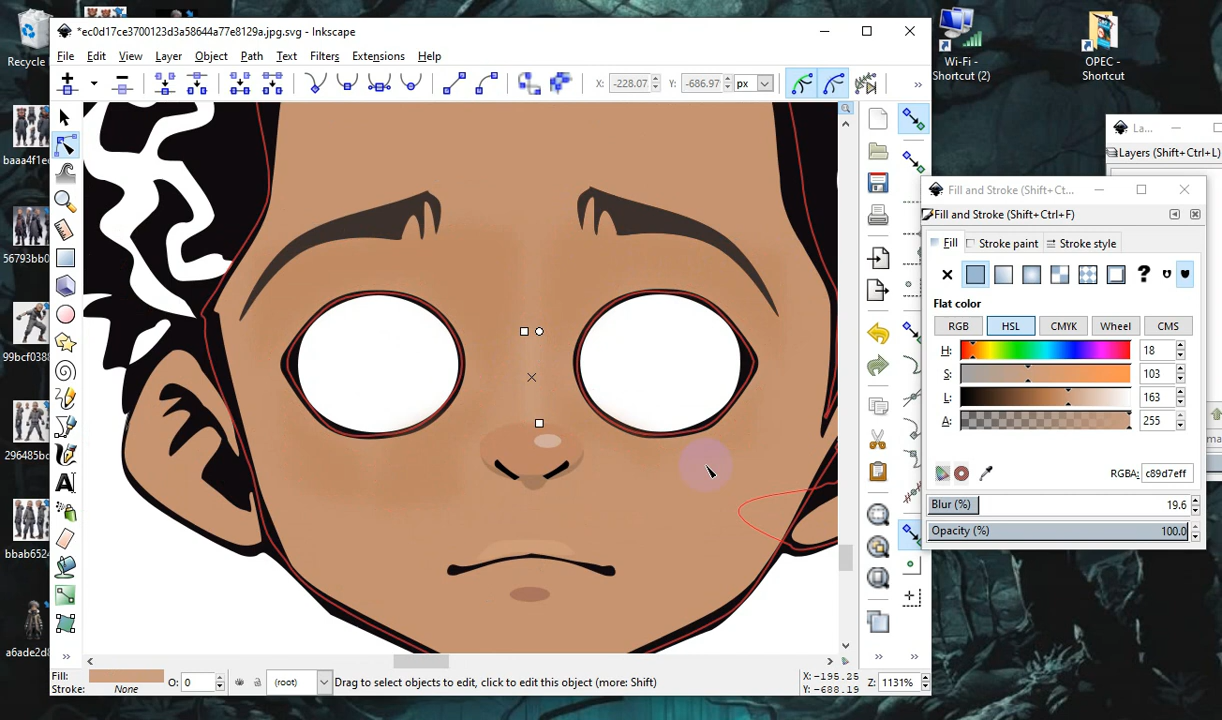 *ec0d17ce3700123d3a58644a77e8129a.jpg.svg - Inkscape
Recycle
Wi-Fi -
Shortcut (2)
OPEC -
Shortcut
File Edit View Layer Object Path Text Filters Extensions Help
X: -228.07 Y: -686.97 px
baaa4f1ec
56793bb0
99bcf038
296485bc
bbab6524
a6ade2d8
La...
Layers (Shift+Ctrl+L)
Fill and Stroke (Shift+Ct...
Fill and Stroke (Shift+Ctrl+F)
Fill Stroke paint Stroke style
Flat color
RGB HSL CMYK Wheel CMS
H: 18
S: 103
L: 163
A: 255
RGBA: c89d7eff
Blur (%) 19.6
Opacity (%) 100.0
Fill:
Stroke: None
O: 0
(root)
Drag to select objects to edit, click to edit this object (more: Shift)
X: -195.25
Y: -688.19
Z: 1131%